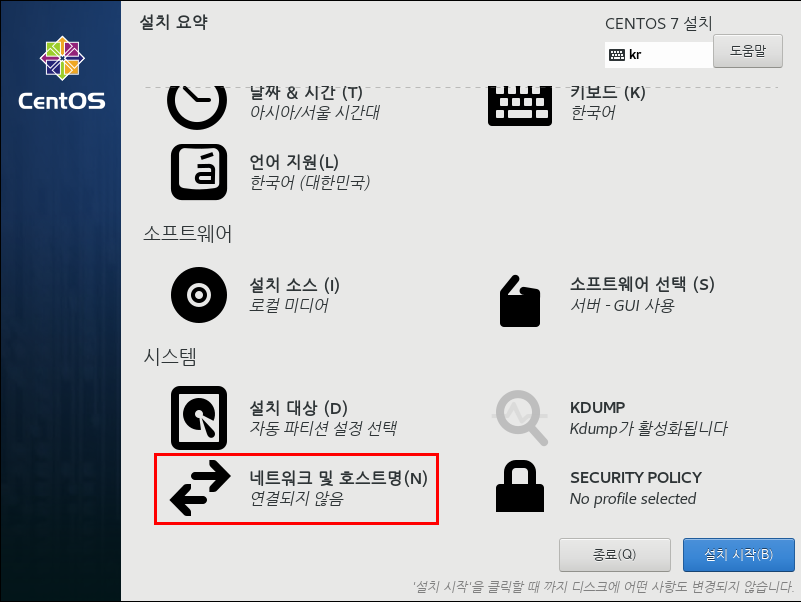 설치 요약
CENTOS 7 설치
kr
도움말
CentOS
날짜 & 시간 (T)
아시아/서울 시간대
키보드 (K)
한국어
언어 지원(L)
한국어 (대한민국)
소프트웨어
설치 소스 (I)
로컬 미디어
소프트웨어 선택 (S)
서버 - GUI 사용
시스템
설치 대상 (D)
자동 파티션 설정 선택
KDUMP
Kdump가 활성화됩니다
네트워크 및 호스트명(N)
연결되지 않음
SECURITY POLICY
No profile selected
종료(Q)
설치 시작(B)
'설치 시작'을 클릭할 때 까지 디스크에 어떤 사항도 변경되지 않습니다.